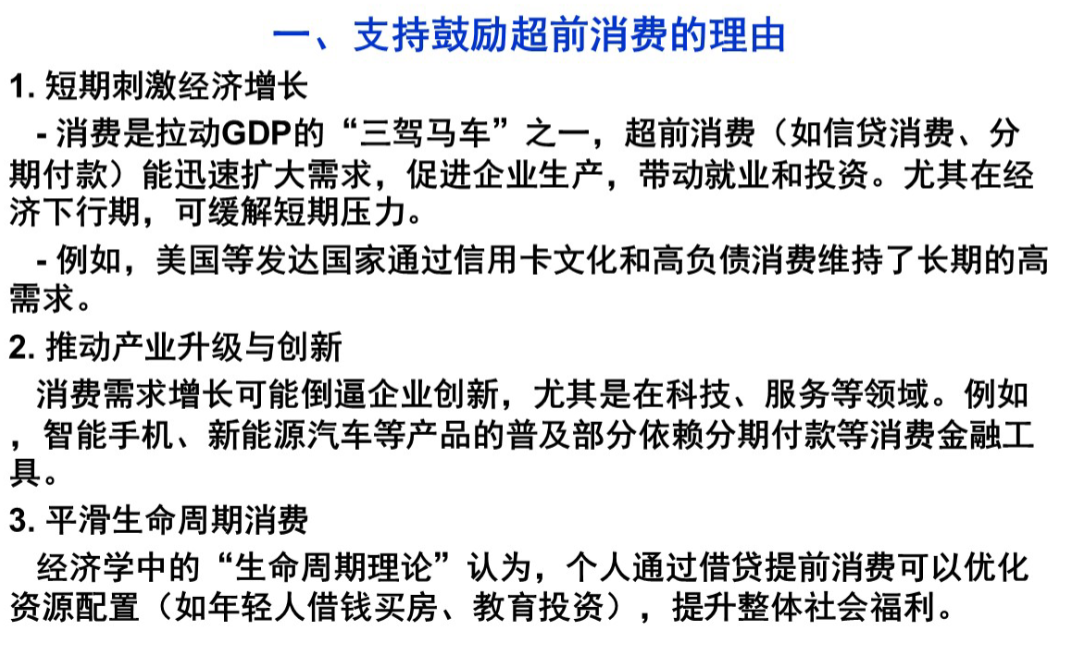 一、支持鼓励超前消费的理由
1. 短期刺激经济增长
- 消费是拉动GDP的“三驾马车”之一，超前消费（如信贷消费、分
期付款）能迅速扩大需求，促进企业生产，带动就业和投资。尤其在经
济下行期，可缓解短期压力。
- 例如，美国等发达国家通过信用卡文化和高负债消费维持了长期的高
需求。
2. 推动产业升级与创新
消费需求增长可能倒逼企业创新，尤其是在科技、服务等领域。例如
，智能手机、新能源汽车等产品的普及部分依赖分期付款等消费金融工
具。
3. 平滑生命周期消费
经济学中的“生命周期理论”认为，个人通过借贷提前消费可以优化
资源配置（如年轻人借钱买房、教育投资），提升整体社会福利。